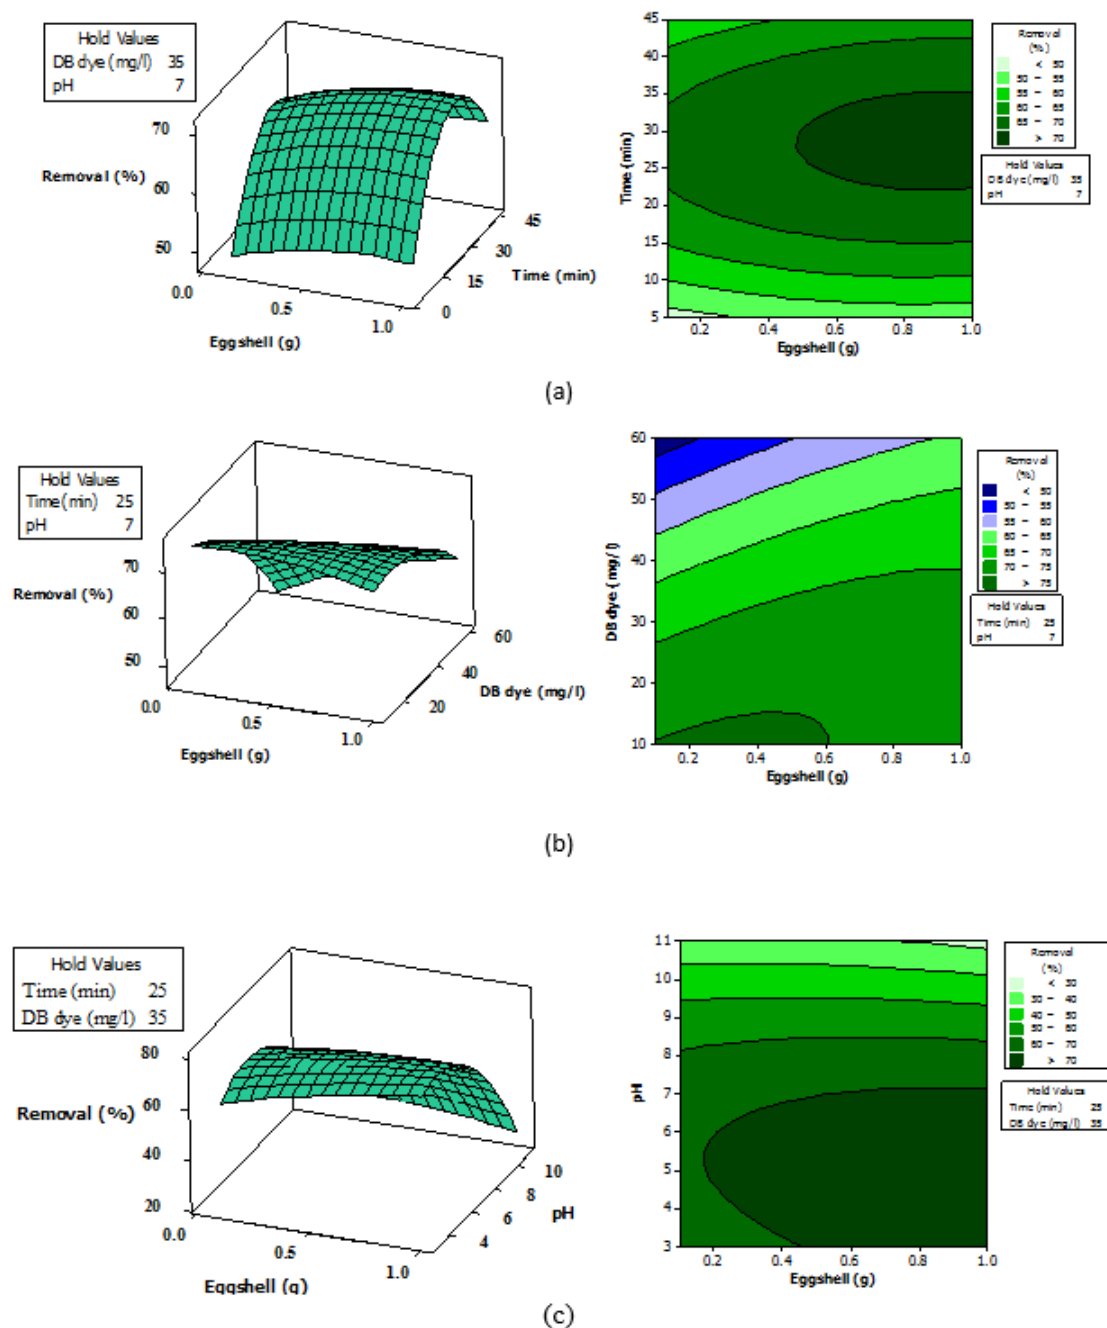 Hold Values
DB dye (mg/l) 35
pH 7
70
60
50
Removal (%)
0.0
0.5
1.0
Eggshell (g)
0
15
30
45
Time (min)
45
40
35
30
25
20
15
10
5
Time (min)
0.2
0.4
0.6
0.8
1.0
Eggshell (g)
Removal
(%)
< 50
50 – 55
55 – 60
60 – 65
65 – 70
> 70
Hold Values
DB dye (mg/l) 35
pH 7
(a)
Hold Values
Time (min) 25
pH 7
70
60
50
Removal (%)
0.0
0.5
1.0
Eggshell (g)
20
40
60
DB dye (mg/l)
60
50
40
30
20
10
DB dye (mg/l)
0.2
0.4
0.6
0.8
1.0
Eggshell (g)
Removal
(%)
< 50
50 – 55
55 – 60
60 – 65
65 – 70
70 – 75
> 75
Hold Values
Time (min) 25
pH 7
(b)
Hold Values
Time (min) 25
DB dye (mg/l) 35
80
60
40
20
Removal (%)
0.0
0.5
1.0
Eggshell (g)
4
6
8
10
pH
11
10
9
8
7
6
5
4
3
pH
0.2
0.4
0.6
0.8
1.0
Eggshell (g)
Removal
(%)
< 30
30 – 40
40 – 50
50 – 60
60 – 70
> 70
Hold Values
Time (min) 25
DB dye (mg/l) 35
(c)